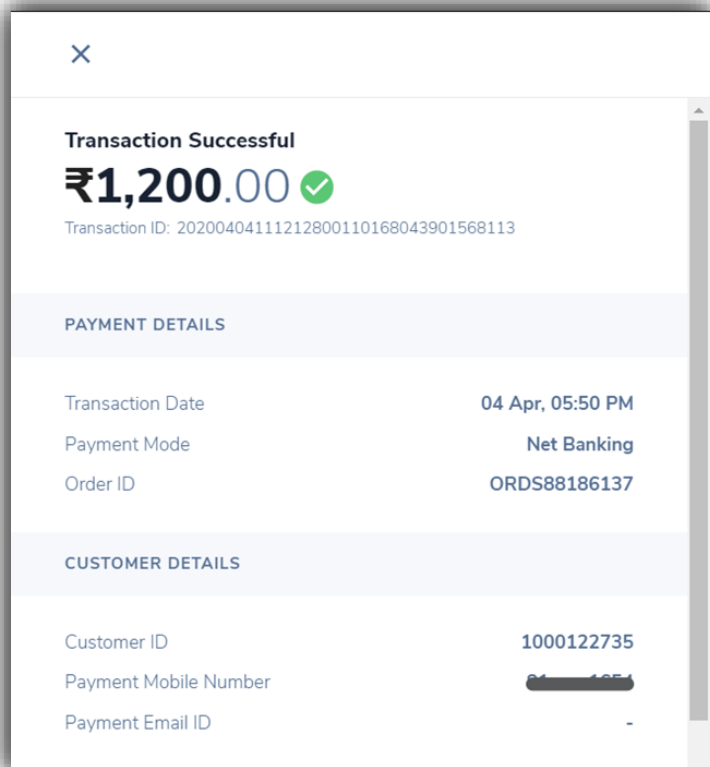 Transaction Successful
₹1,200.00
Transaction ID: 20200404111212800110168043901568113
PAYMENT DETAILS
Transaction Date 04 Apr, 05:50 PM
Payment Mode Net Banking
Order ID ORDS88186137
CUSTOMER DETAILS
Customer ID 1000122735
Payment Mobile Number
Payment Email ID -